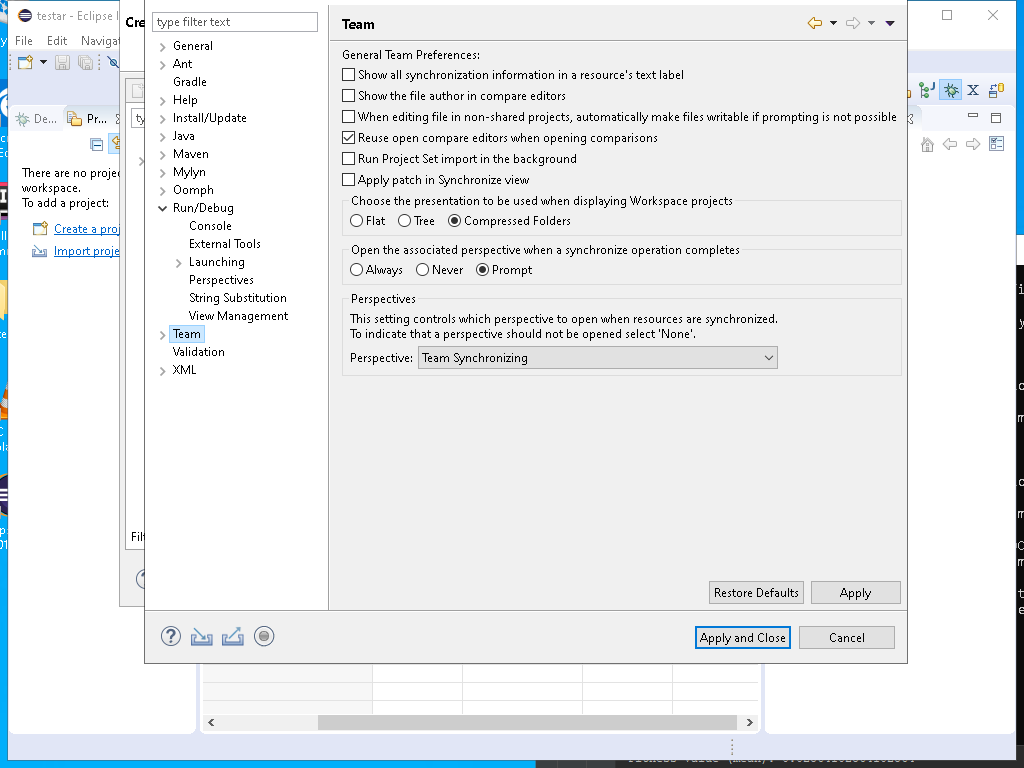 testar - Eclipse I
File Edit Naviga
De...
Pr...
There are no proje
workspace.
To add a project:
Create a proj
Import proje
Cre
Filt
type filter text
General
Ant
Gradle
Help
Install/Update
Java
Maven
Mylyn
Oomph
Run/Debug
Console
External Tools
Launching
Perspectives
String Substitution
View Management
Team
Validation
XML
Team
General Team Preferences:
Show all synchronization information in a resource's text label
Show the file author in compare editors
When editing file in non-shared projects, automatically make files writable if prompting is not possible
Reuse open compare editors when opening comparisons
Run Project Set import in the background
Apply patch in Synchronize view
Choose the presentation to be used when displaying Workspace projects
Flat Tree Compressed Folders
Open the associated perspective when a synchronize operation completes
Always Never Prompt
Perspectives
This setting controls which perspective to open when resources are synchronized.
To indicate that a perspective should not be opened select 'None'.
Perspective: Team Synchronizing
Restore Defaults Apply
Apply and Close Cancel